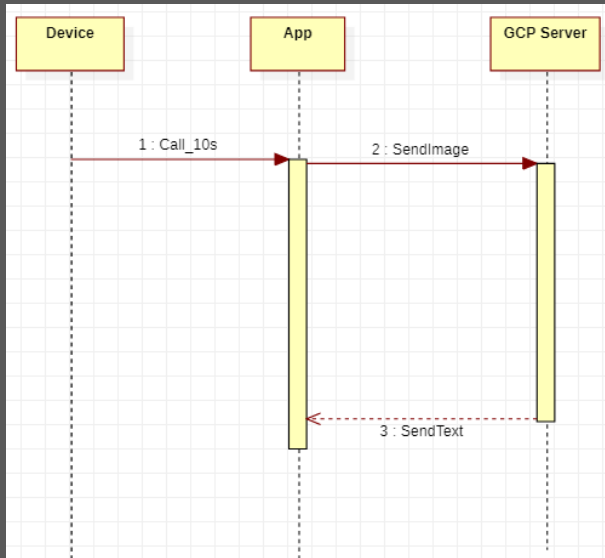 Device
App
GCP Server
1 : Call_10s
2 : SendImage
3 : SendText